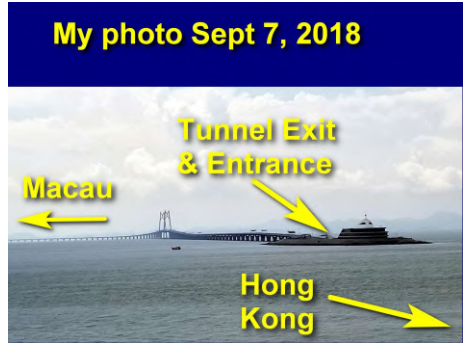 My photo Sept 7, 2018
Tunnel Exit
& Entrance
Macau
Hong
Kong